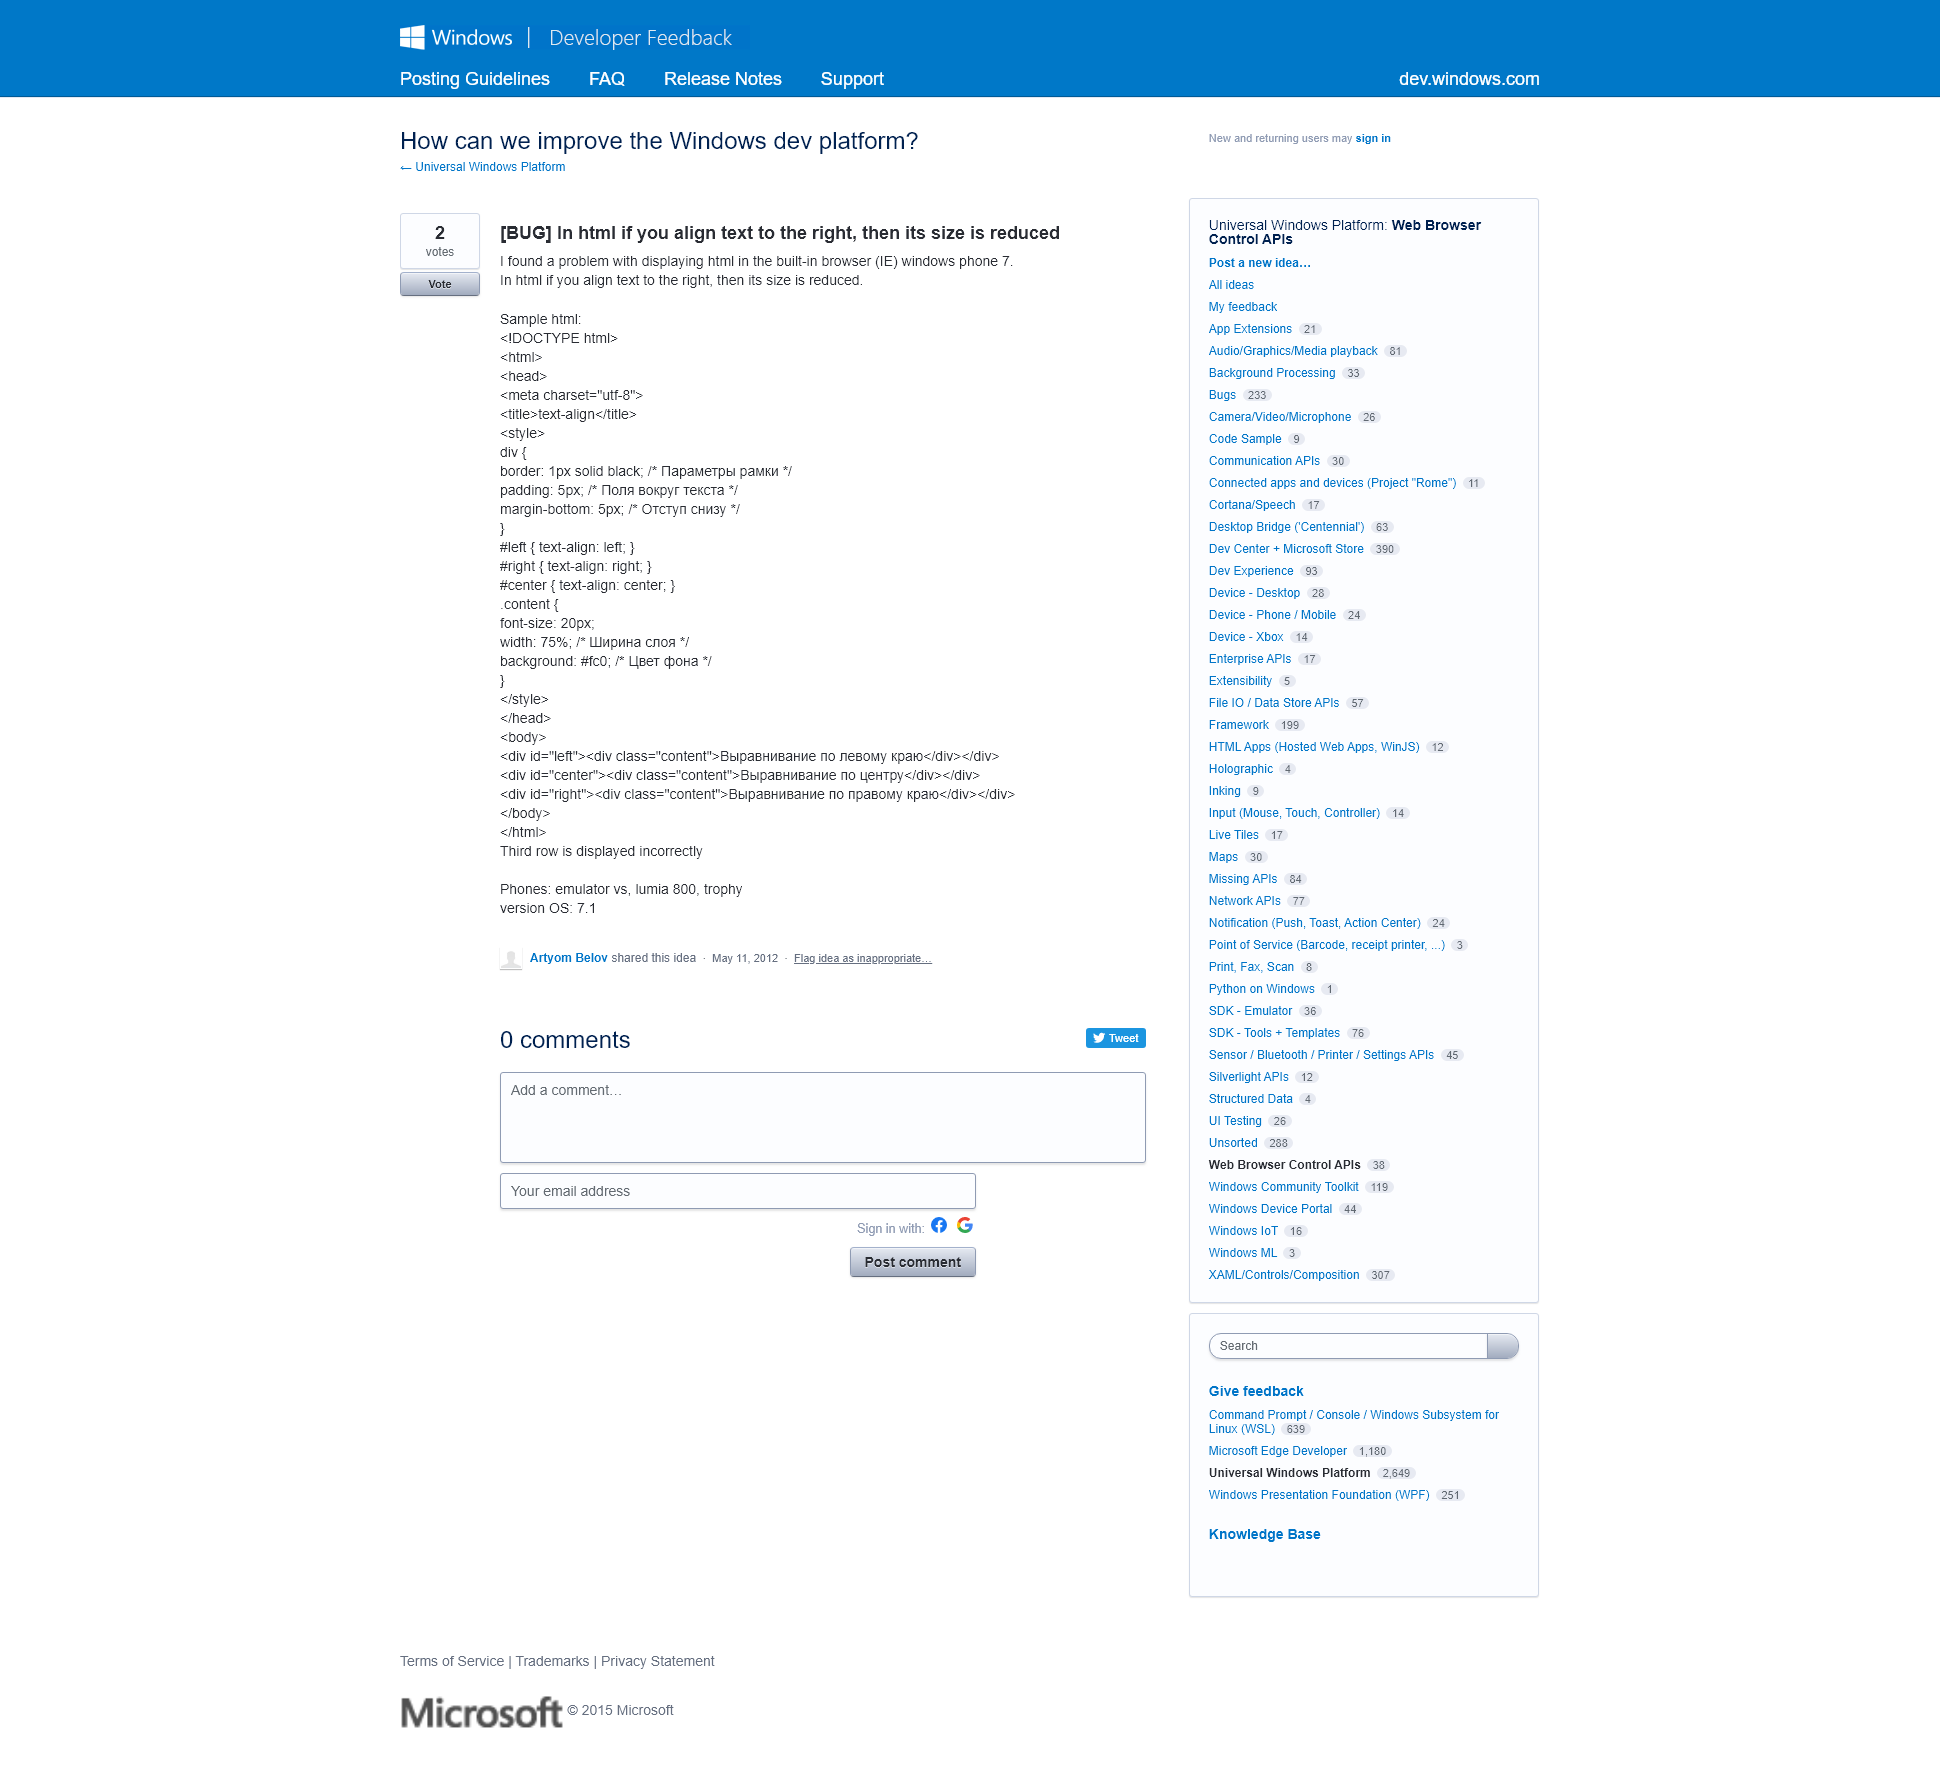 Windows | Developer Feedback
Posting Guidelines FAQ Release Notes Support dev.windows.com
How can we improve the Windows dev platform?
← Universal Windows Platform
New and returning users may sign in
2
votes
Vote
[BUG] In html if you align text to the right, then its size is reduced
I found a problem with displaying html in the built-in browser (IE) windows phone 7.
In html if you align text to the right, then its size is reduced.
Sample html:
<!DOCTYPE html>
<html>
<head>
<meta charset="utf-8">
<title>text-align</title>
<style>
div {
border: 1px solid black; /* Параметры рамки */
padding: 5px; /* Поля вокруг текста */
margin-bottom: 5px; /* Отступ снизу */
}
#left { text-align: left; }
#right { text-align: right; }
#center { text-align: center; }
.content {
font-size: 20px;
width: 75%; /* Ширина слоя */
background: #fc0; /* Цвет фона */
}
</style>
</head>
<body>
<div id="left"><div class="content">Выравнивание по левому краю</div></div>
<div id="center"><div class="content">Выравнивание по центру</div></div>
<div id="right"><div class="content">Выравнивание по правому краю</div></div>
</body>
</html>
Third row is displayed incorrectly
Phones: emulator vs, lumia 800, trophy
version OS: 7.1
Artyom Belov shared this idea · May 11, 2012 · Flag idea as inappropriate…
0 comments
Tweet
Add a comment…
Your email address
Sign in with:
Post comment
Universal Windows Platform: Web Browser
Control APIs
Post a new idea…
All ideas
My feedback
App Extensions 21
Audio/Graphics/Media playback 81
Background Processing 33
Bugs 233
Camera/Video/Microphone 26
Code Sample 9
Communication APIs 30
Connected apps and devices (Project "Rome") 11
Cortana/Speech 17
Desktop Bridge ('Centennial') 63
Dev Center + Microsoft Store 390
Dev Experience 93
Device - Desktop 28
Device - Phone / Mobile 24
Device - Xbox 14
Enterprise APIs 17
Extensibility 5
File IO / Data Store APIs 57
Framework 199
HTML Apps (Hosted Web Apps, WinJS) 12
Holographic 4
Inking 9
Input (Mouse, Touch, Controller) 14
Live Tiles 17
Maps 30
Missing APIs 84
Network APIs 77
Notification (Push, Toast, Action Center) 24
Point of Service (Barcode, receipt printer, ...) 3
Print, Fax, Scan 8
Python on Windows 1
SDK - Emulator 36
SDK - Tools + Templates 76
Sensor / Bluetooth / Printer / Settings APIs 45
Silverlight APIs 12
Structured Data 4
UI Testing 26
Unsorted 288
Web Browser Control APIs 38
Windows Community Toolkit 119
Windows Device Portal 44
Windows IoT 16
Windows ML 3
XAML/Controls/Composition 307
Search
Give feedback
Command Prompt / Console / Windows Subsystem for
Linux (WSL) 639
Microsoft Edge Developer 1,180
Universal Windows Platform 2,649
Windows Presentation Foundation (WPF) 251
Knowledge Base
Terms of Service | Trademarks | Privacy Statement
Microsoft © 2015 Microsoft